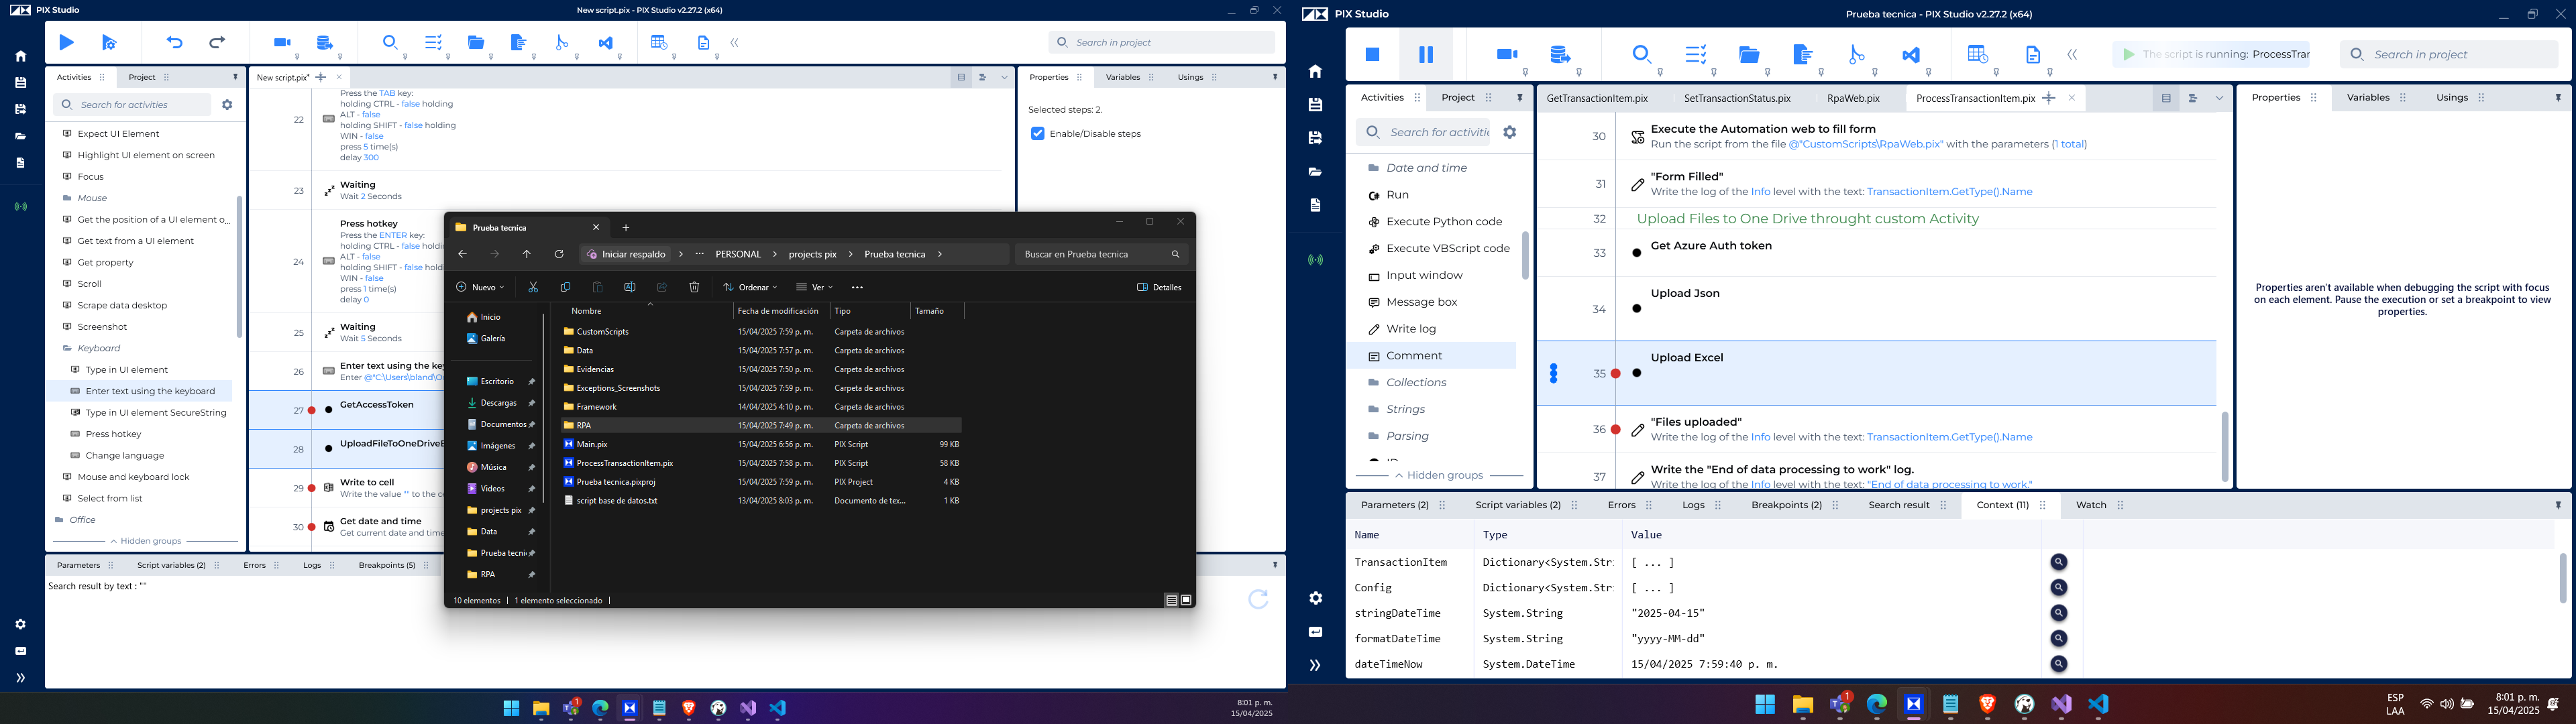 PIX Studio
New script.pix - PIX Studio v2.27.2 (x64)
Search in project
Activities
Project
Search for activities
Expect UI Element
Highlight UI element on screen
Focus
Mouse
Get the position of a UI element o...
Get text from a UI element
Get property
Scroll
Scrape data desktop
Screenshot
Keyboard
Type in UI element
Enter text using the keyboard
Type in UI element SecureString
Press hotkey
Change language
Mouse and keyboard lock
Select from list
Office
Hidden groups
New script.pix*
22
Press the TAB key:
holding CTRL - false holding
ALT - false
holding SHIFT - false holding
WIN - false
press 5 time(s)
delay 300
23
Waiting
Wait 2 Seconds
24
Press hotkey
Press the ENTER key:
holding CTRL - false holdin
ALT - false
holding SHIFT - false holdi
WIN - false
press 1 time(s)
delay 0
25
Waiting
Wait 5 Seconds
26
Enter text using the key
Enter @"C:\Users\bland\O
27
GetAccessToken
28
UploadFileToOneDrive
29
Write to cell
Write the value "" to the c
30
Get date and time
Get current date and time
Properties
Variables
Usings
Selected steps: 2.
Enable/Disable steps
Parameters
Script variables (2)
Errors
Logs
Breakpoints (5)
Search result by text : ""
Prueba tecnica
Iniciar respaldo
PERSONAL
projects pix
Prueba tecnica
Buscar en Prueba tecnica
Nuevo
Ordenar
Ver
Detalles
Inicio
Galería
Escritorio
Descargas
Documentos
Imágenes
Música
Videos
projects pix
Data
Prueba tecni
RPA
Nombre Fecha de modificación Tipo Tamaño
CustomScripts 15/04/2025 7:59 p. m. Carpeta de archivos
Data 15/04/2025 7:57 p. m. Carpeta de archivos
Evidencias 15/04/2025 7:50 p. m. Carpeta de archivos
Exceptions_Screenshots 15/04/2025 7:59 p. m. Carpeta de archivos
Framework 14/04/2025 4:10 p. m. Carpeta de archivos
RPA 15/04/2025 7:49 p. m. Carpeta de archivos
Main.pix 15/04/2025 6:56 p. m. PIX Script 99 KB
ProcessTransactionItem.pix 15/04/2025 7:58 p. m. PIX Script 58 KB
Prueba tecnica.pixproj 15/04/2025 7:59 p. m. PIX Project 4 KB
script base de datos.txt 13/04/2025 8:03 p. m. Documento de tex... 1 KB
10 elementos
1 elemento seleccionado
1
8:01 p. m.
15/04/2025
PIX Studio
Prueba tecnica - PIX Studio v2.27.2 (x64)
The script is running: ProcessTrar
Search in project
Activities
Project
Search for activitie
Date and time
Run
Execute Python code
Execute VBScript code
Input window
Message box
Write log
Comment
Collections
Strings
Parsing
Hidden groups
GetTransactionItem.pix
SetTransactionStatus.pix
RpaWeb.pix
ProcessTransactionItem.pix
30
Execute the Automation web to fill form
Run the script from the file @"CustomScripts\RpaWeb.pix" with the parameters (1 total)
31
"Form Filled"
Write the log of the Info level with the text: TransactionItem.GetType().Name
32
Upload Files to One Drive throught custom Activity
33
Get Azure Auth token
34
Upload Json
35
Upload Excel
36
"Files uploaded"
Write the log of the Info level with the text: TransactionItem.GetType().Name
37
Write the "End of data processing to work" log.
Write the log of the Info level with the text: "End of data processing to work."
Properties
Variables
Usings
Properties aren't available when debugging the script with focus
on each element. Pause the execution or set a breakpoint to view
properties.
Parameters (2)
Script variables (2)
Errors
Logs
Breakpoints (2)
Search result
Context (11)
Watch
Name Type Value
TransactionItem Dictionary<System.Stri [ ... ]
Config Dictionary<System.Stri [ ... ]
stringDateTime System.String "2025-04-15"
formatDateTime System.String "yyyy-MM-dd"
dateTimeNow System.DateTime 15/04/2025 7:59:40 p. m.
1
ESP
LAA
8:01 p. m.
15/04/2025